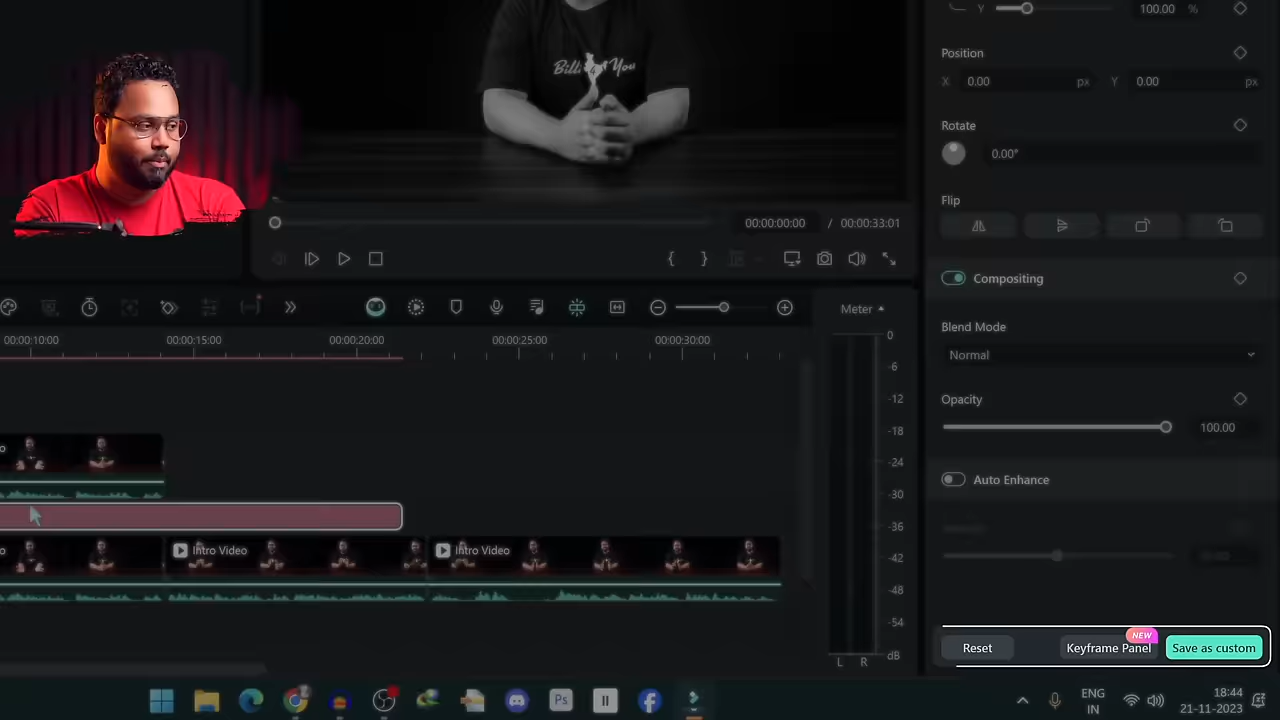 Y 100.00 %
Position
X 0.00 px Y 0.00 px
Rotate
0.00°
Flip
00:00:00:00 / 00:00:33:01
Compositing
Blend Mode
Normal
Opacity
100.00
Auto Enhance
Meter
00:00:10:00 00:00:15:00 00:00:20:00 00:00:25:00 00:00:30:00
0
-6
-12
-18
-24
-30
-36
-42
-48
-54
dB
L R
Intro Video
Intro Video
Reset
Keyframe Panel
NEW
Save as custom
Ps
ENG
IN
18:44
21-11-2023